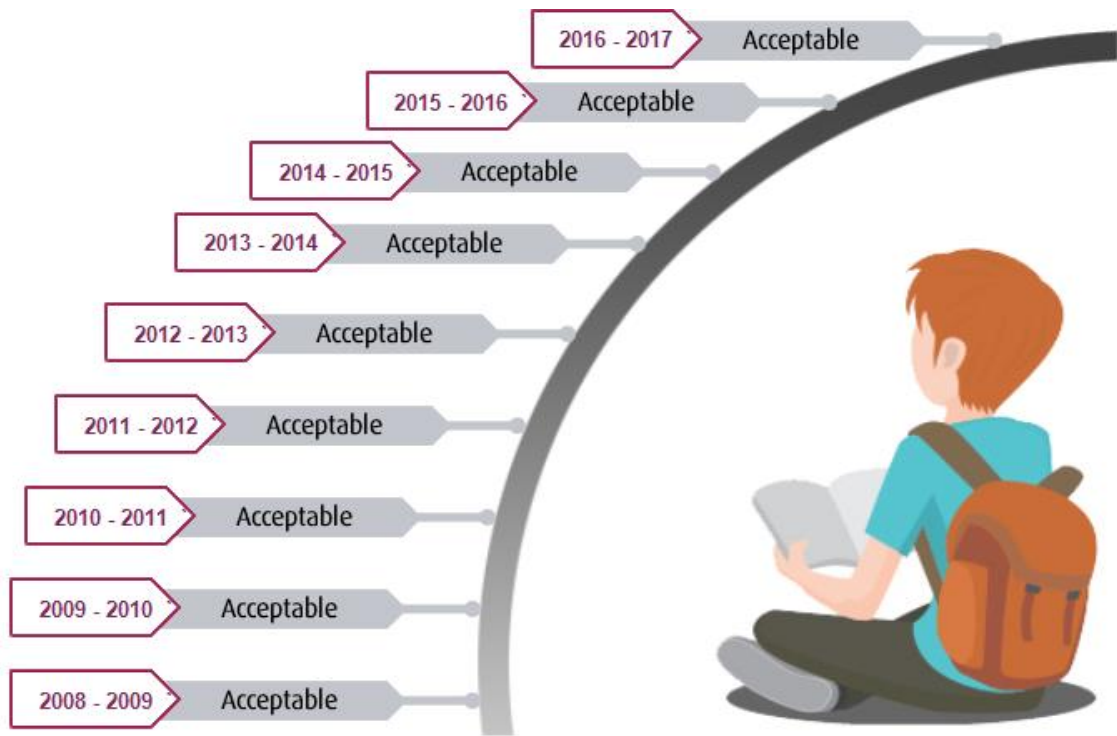 2016 - 2017 Acceptable
2015 - 2016 Acceptable
2014 - 2015 Acceptable
2013 - 2014 Acceptable
2012 - 2013 Acceptable
2011 - 2012 Acceptable
2010 - 2011 Acceptable
2009 - 2010 Acceptable
2008 - 2009 Acceptable